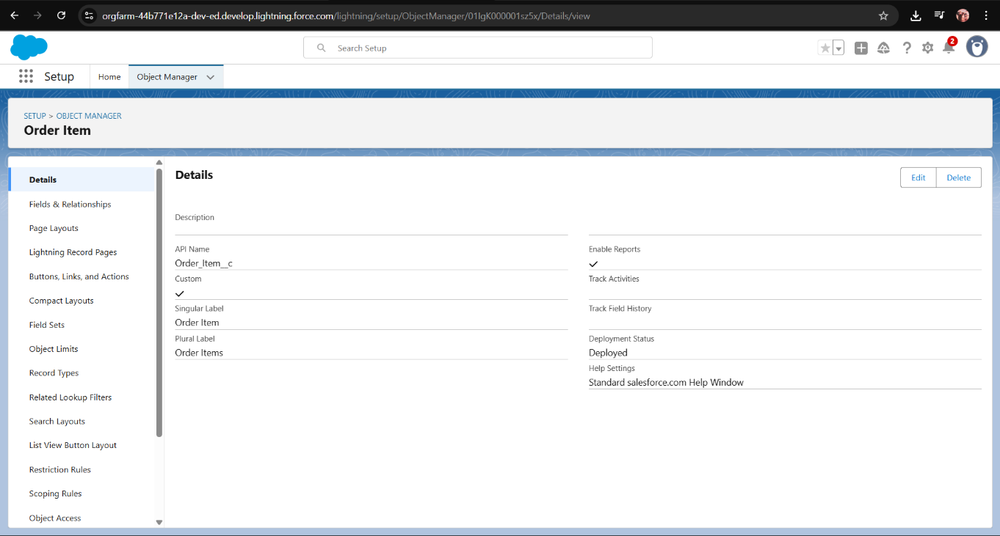 orgfarm-44b771e12a-dev-ed.develop.lightning.force.com/lightning/setup/ObjectManager/01IgK000001sz5x/Details/view
Search Setup
2
Setup
Home
Object Manager
SETUP > OBJECT MANAGER
Order Item
Details
Fields & Relationships
Page Layouts
Lightning Record Pages
Buttons, Links, and Actions
Compact Layouts
Field Sets
Object Limits
Record Types
Related Lookup Filters
Search Layouts
List View Button Layout
Restriction Rules
Scoping Rules
Object Access
Details
Edit
Delete
Description
API Name
Order_Item__c
Custom
Singular Label
Order Item
Plural Label
Order Items
Enable Reports
Track Activities
Track Field History
Deployment Status
Deployed
Help Settings
Standard salesforce.com Help Window